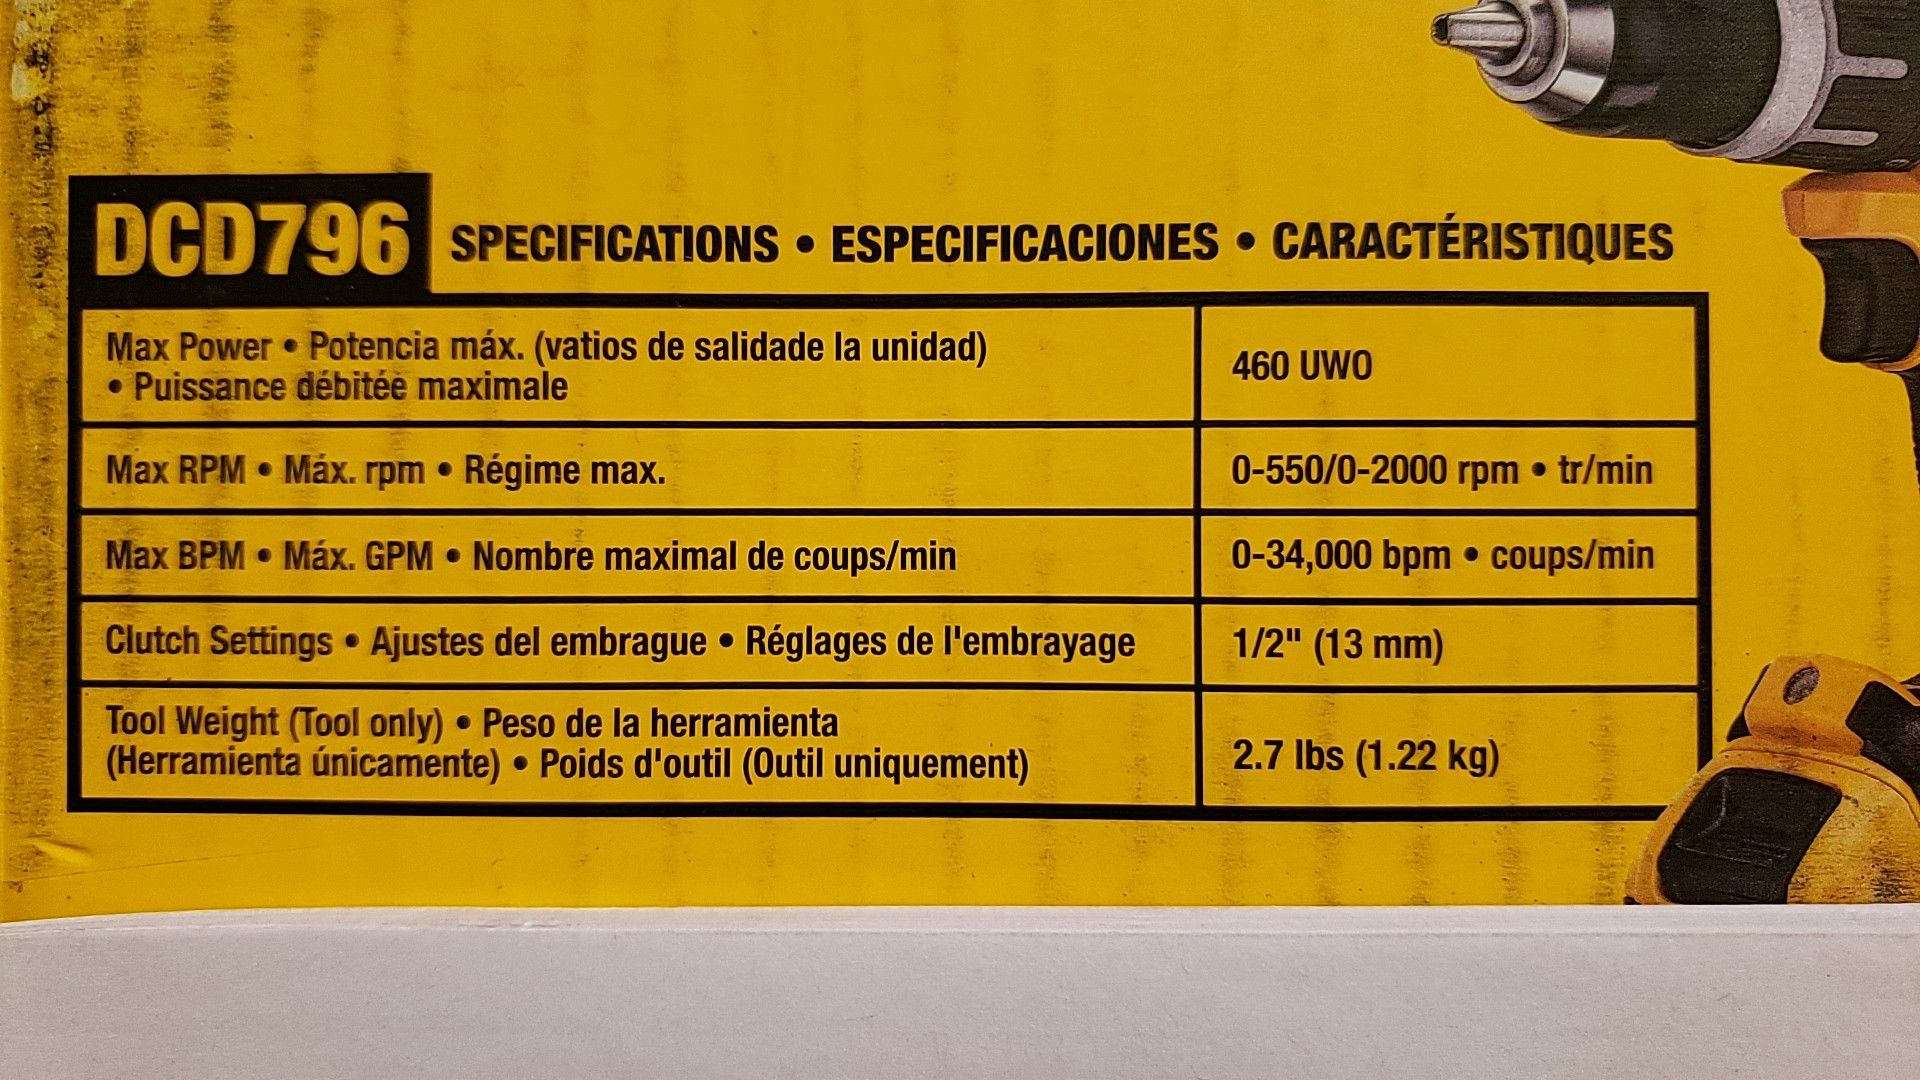 DCD796 SPECIFICATIONS • ESPECIFICACIONES • CARACTÉRISTIQUES
Max Power • Potencia máx. (vatios de salidade la unidad)
• Puissance débitée maximale
460 UWO
Max RPM • Máx. rpm • Régime max.
0-550/0-2000 rpm • tr/min
Max BPM • Máx. GPM • Nombre maximal de coups/min
0-34,000 bpm • coups/min
Clutch Settings • Ajustes del embrague • Réglages de l'embrayage
1/2" (13 mm)
Tool Weight (Tool only) • Peso de la herramienta
(Herramienta únicamente) • Poids d'outil (Outil uniquement)
2.7 lbs (1.22 kg)